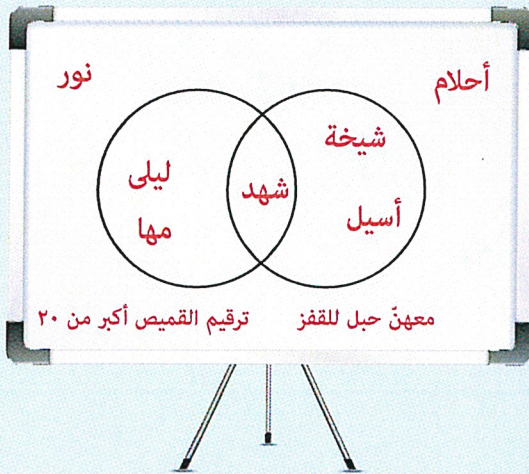 أحلام
نور
شيخة
ليلى
شهد
أسيل
مها
معهنّ حبل للقفز
ترقيم القميص أكبر من ٢٠